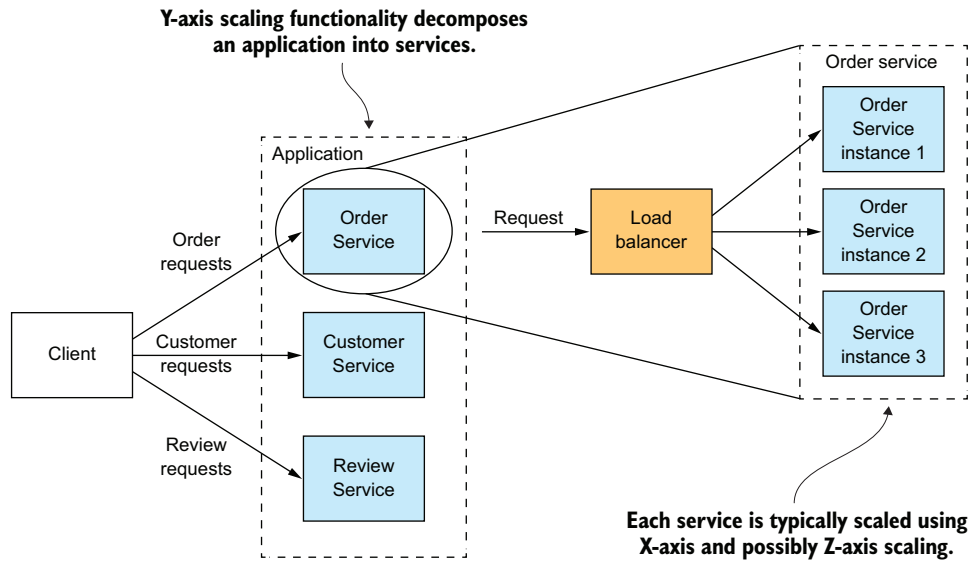 Y-axis scaling functionality decomposes
an application into services.
Application
Order
Service
Order
requests
Client
Customer
requests
Customer
Service
Review
requests
Review
Service
Request
Load
balancer
Order service
Order
Service
instance 1
Order
Service
instance 2
Order
Service
instance 3
Each service is typically scaled using
X-axis and possibly Z-axis scaling.